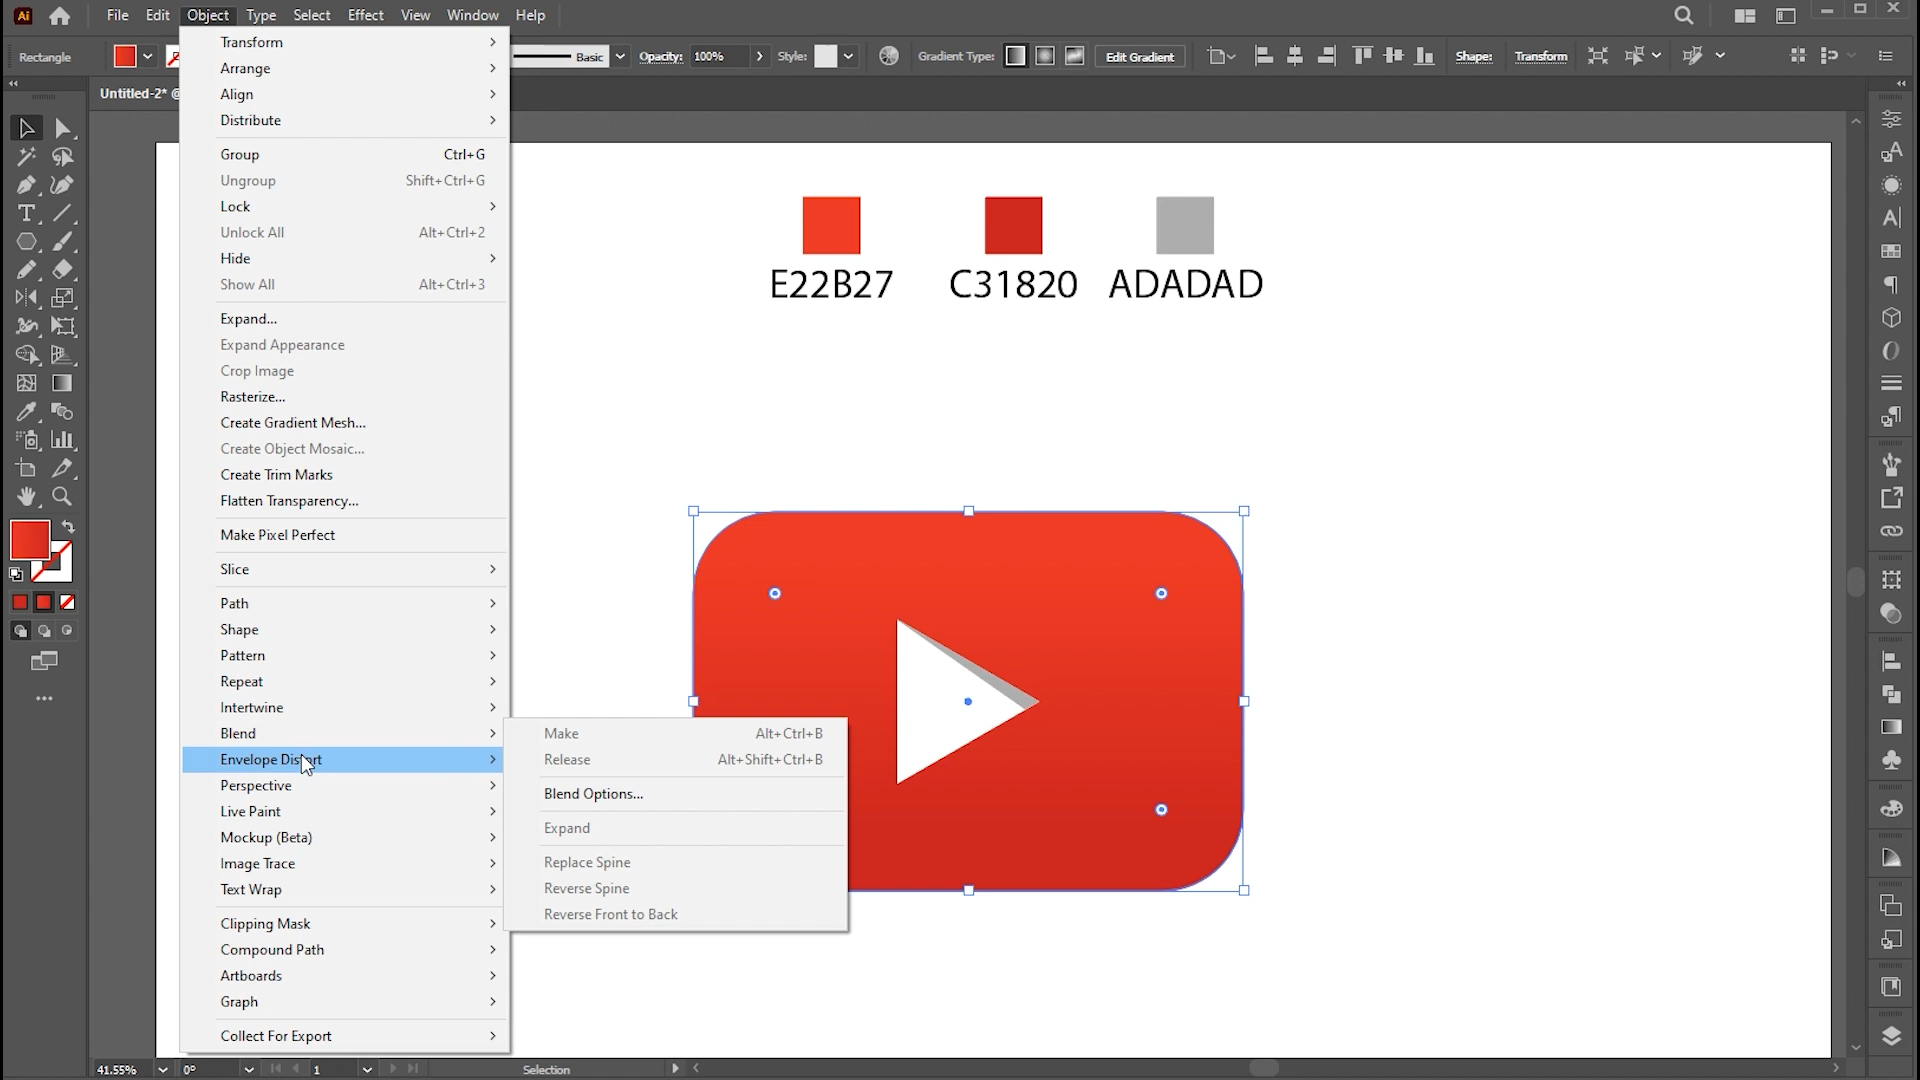 Ai File Edit Object Type Select Effect View Window Help
Rectangle Basic Opacity: 100% Style: Gradient Type: Edit Gradient Shape: Transform
Untitled-2* @
Transform
Arrange
Align
Distribute
Group Ctrl+G
Ungroup Shift+Ctrl+G
Lock
Unlock All Alt+Ctrl+2
Hide
Show All Alt+Ctrl+3
Expand...
Expand Appearance
Crop Image
Rasterize...
Create Gradient Mesh...
Create Object Mosaic...
Create Trim Marks
Flatten Transparency...
Make Pixel Perfect
Slice
Path
Shape
Pattern
Repeat
Intertwine
Blend
Envelope Distort
Perspective
Live Paint
Mockup (Beta)
Image Trace
Text Wrap
Clipping Mask
Compound Path
Artboards
Graph
Collect For Export
Make Alt+Ctrl+B
Release Alt+Shift+Ctrl+B
Blend Options...
Expand
Replace Spine
Reverse Spine
Reverse Front to Back
E22B27 C31820 ADADAD
41.55% 0° 1 Selection